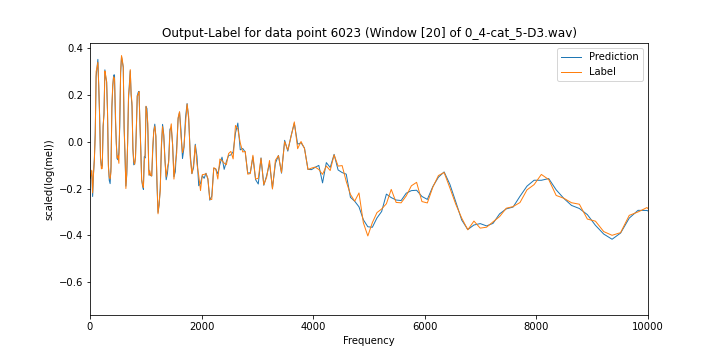 Output-Label for data point 6023 (Window [20] of 0_4-cat_5-D3.wav)
Prediction
Label
scaled(log(mel))
0.4
0.2
0.0
−0.2
−0.4
−0.6
0
2000
4000
6000
8000
10000
Frequency